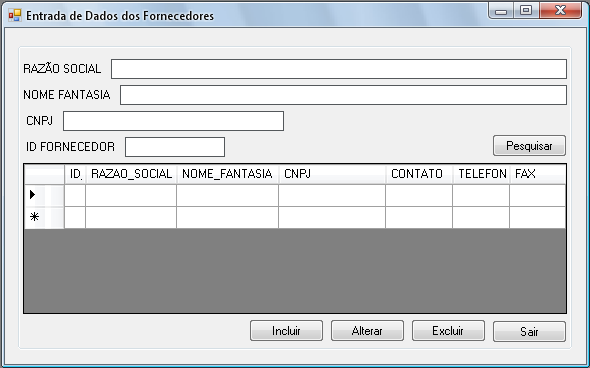 Entrada de Dados dos Fornecedores
RAZÃO SOCIAL
NOME FANTASIA
CNPJ
ID FORNECEDOR
Pesquisar
ID_ RAZAO_SOCIAL NOME_FANTASIA CNPJ CONTATO TELEFON FAX
Incluir Alterar Excluir Sair